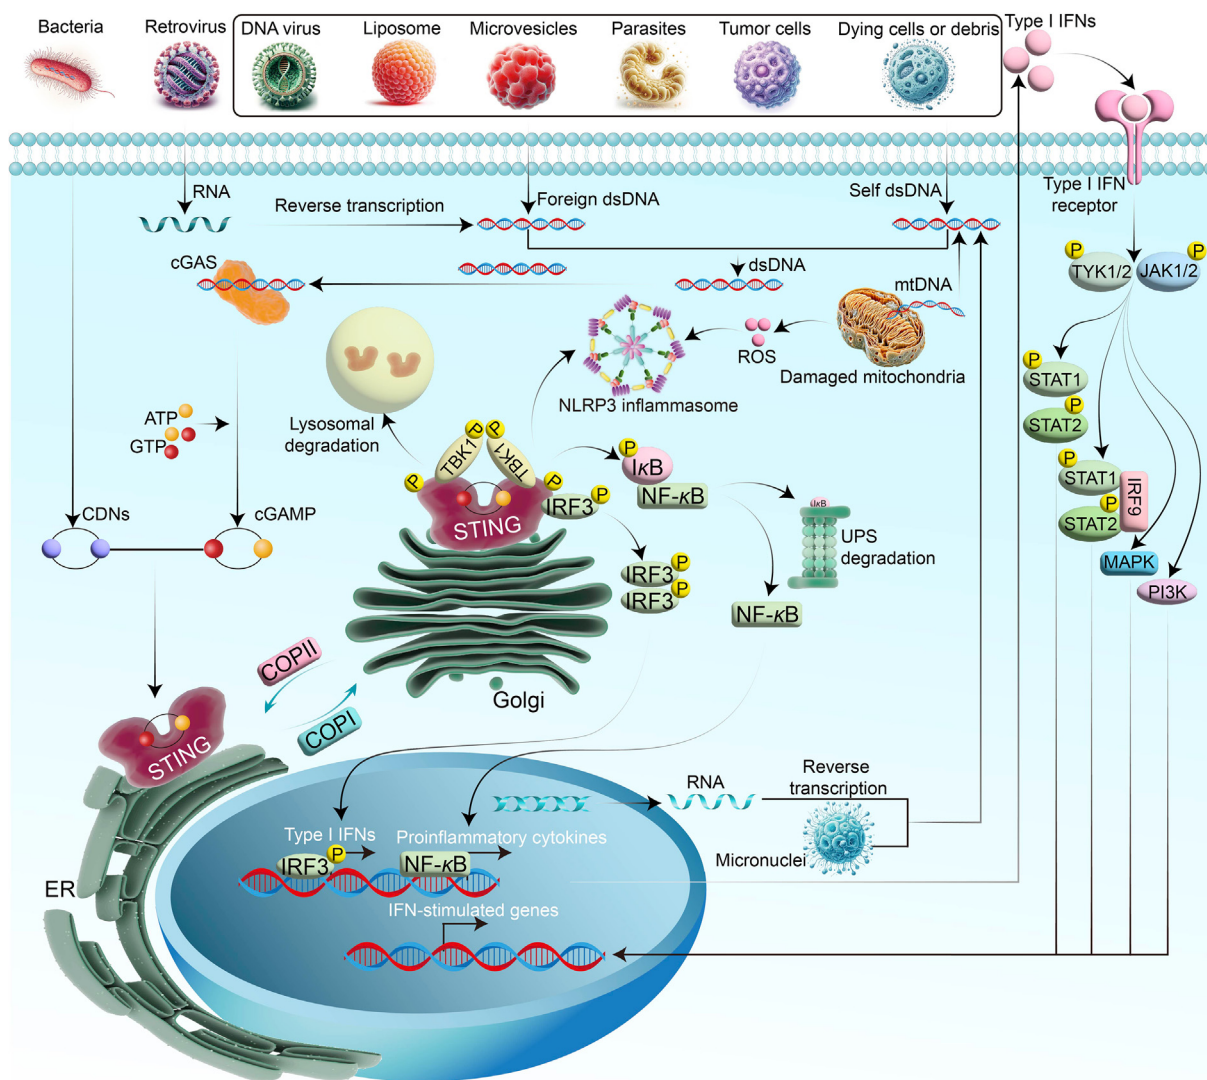 Bacteria
Retrovirus
DNA virus
Liposome
Microvesicles
Parasites
Tumor cells
Dying cells or debris
Type I IFNs
RNA
Reverse transcription
Foreign dsDNA
Self dsDNA
Type I IFN
receptor
cGAS
dsDNA
mtDNA
P
TYK1/2
P
JAK1/2
ROS
Damaged mitochondria
NLRP3 inflammasome
Lysosomal
degradation
ATP
GTP
P
TBK1
P
TBK1
P
P
STING
P
IRF3
P
IκB
NF-κB
IκB
UPS
degradation
P
STAT1
P
STAT2
P
STAT1
P
STAT2
IRF9
MAPK
PI3K
CDNs
cGAMP
IRF3
P
IRF3
P
NF-κB
COPII
COPI
Golgi
STING
ER
RNA
Reverse
transcription
Micronuclei
Type I IFNs
P
IRF3
Proinflammatory cytokines
NF-κB
IFN-stimulated genes